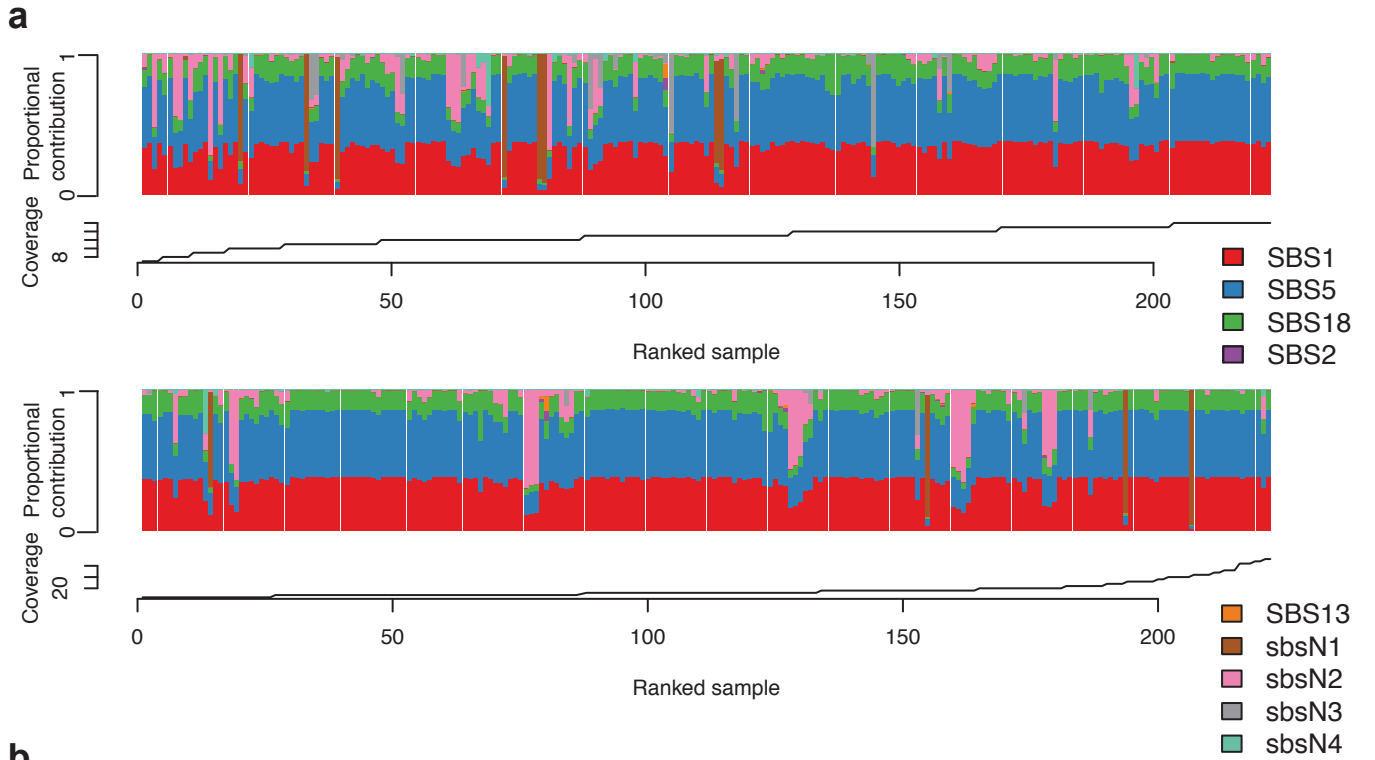 a
Proportional
contribution
0 1
Coverage
8
0 50 100 150 200
Ranked sample
SBS1
SBS5
SBS18
SBS2
Proportional
contribution
0 1
Coverage
20
0 50 100 150 200
Ranked sample
SBS13
sbsN1
sbsN2
sbsN3
sbsN4
b